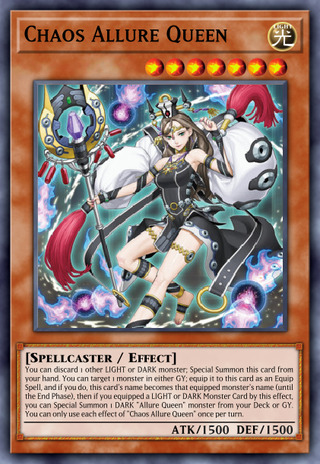 Chaos Allure Queen
LIGHT
光
[Spellcaster / Effect]
You can discard 1 other LIGHT or DARK monster; Special Summon this card from
your hand. You can target 1 monster in either GY; equip it to this card as an Equip
Spell, and if you do, this card's name becomes that equipped monster's name (until
the End Phase), then if you equipped a LIGHT or DARK Monster Card by this effect,
you can Special Summon 1 DARK "Allure Queen" monster from your Deck or GY.
You can only use each effect of "Chaos Allure Queen" once per turn.
ATK/1500 DEF/1500